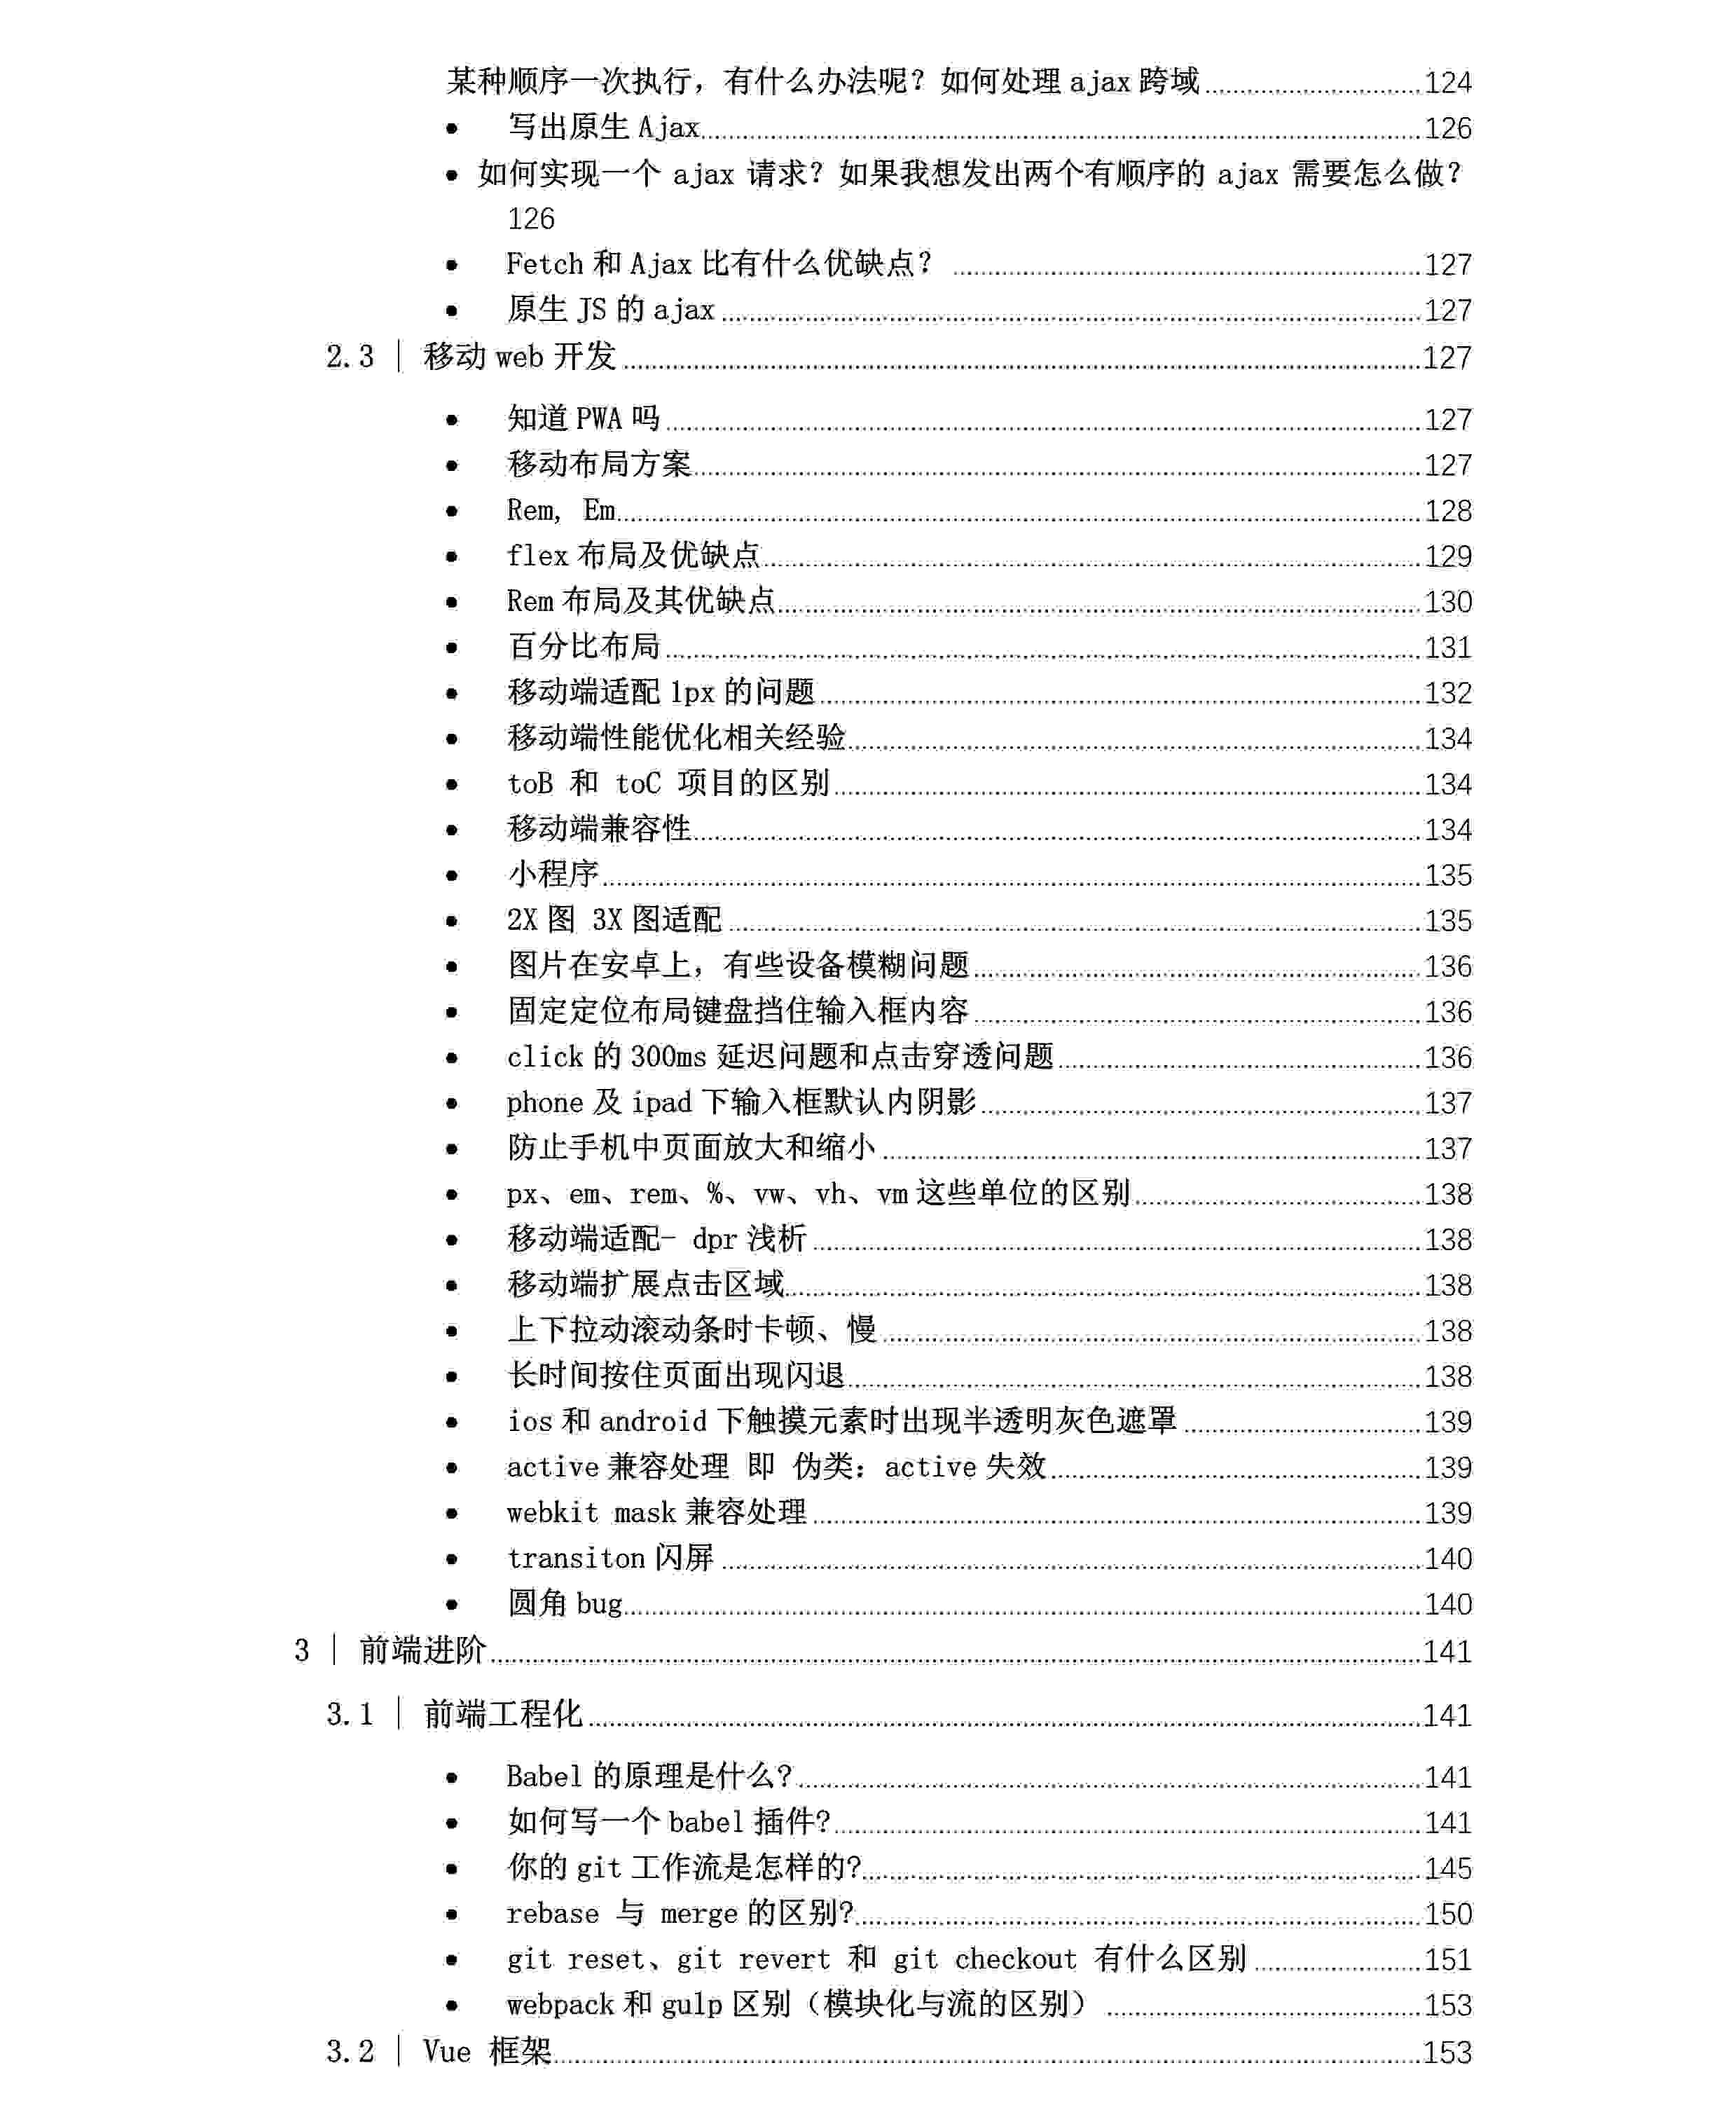 某种顺序一次执行，有什么办法呢？如何处理 ajax 跨域........124
● 写出原生 Ajax........126
● 如何实现一个 ajax 请求？如果我想发出两个有顺序的 ajax 需要怎么做？
126
● Fetch 和 Ajax 比有什么优缺点？........127
● 原生 JS 的 ajax........127
2.3 | 移动 web 开发........127
● 知道 PWA 吗........127
● 移动布局方案........127
● Rem, Em........128
● flex 布局及优缺点........129
● Rem 布局及其优缺点........130
● 百分比布局........131
● 移动端适配 1px 的问题........132
● 移动端性能优化相关经验........134
● toB 和 toC 项目的区别........134
● 移动端兼容性........134
● 小程序........135
● 2X 图 3X 图适配........135
● 图片在安卓上，有些设备模糊问题........136
● 固定定位布局键盘挡住输入框内容........136
● click 的 300ms 延迟问题和点击穿透问题........136
● phone 及 ipad 下输入框默认内阴影........137
● 防止手机中页面放大和缩小........137
● px、em、rem、%、vw、vh、vm 这些单位的区别........138
● 移动端适配- dpr 浅析........138
● 移动端扩展点击区域........138
● 上下拉动滚动条时卡顿、慢........138
● 长时间按住页面出现闪退........138
● ios 和 android 下触摸元素时出现半透明灰色遮罩........139
● active 兼容处理 即 伪类：active 失效........139
● webkit mask 兼容处理........139
● transiton 闪屏........140
● 圆角 bug........140
3 | 前端进阶........141
3.1 | 前端工程化........141
● Babel 的原理是什么?........141
● 如何写一个 babel 插件?........141
● 你的 git 工作流是怎样的?........145
● rebase 与 merge 的区别?........150
● git reset、git revert 和 git checkout 有什么区别........151
● webpack 和 gulp 区别（模块化与流的区别）........153
3.2 | Vue 框架........153